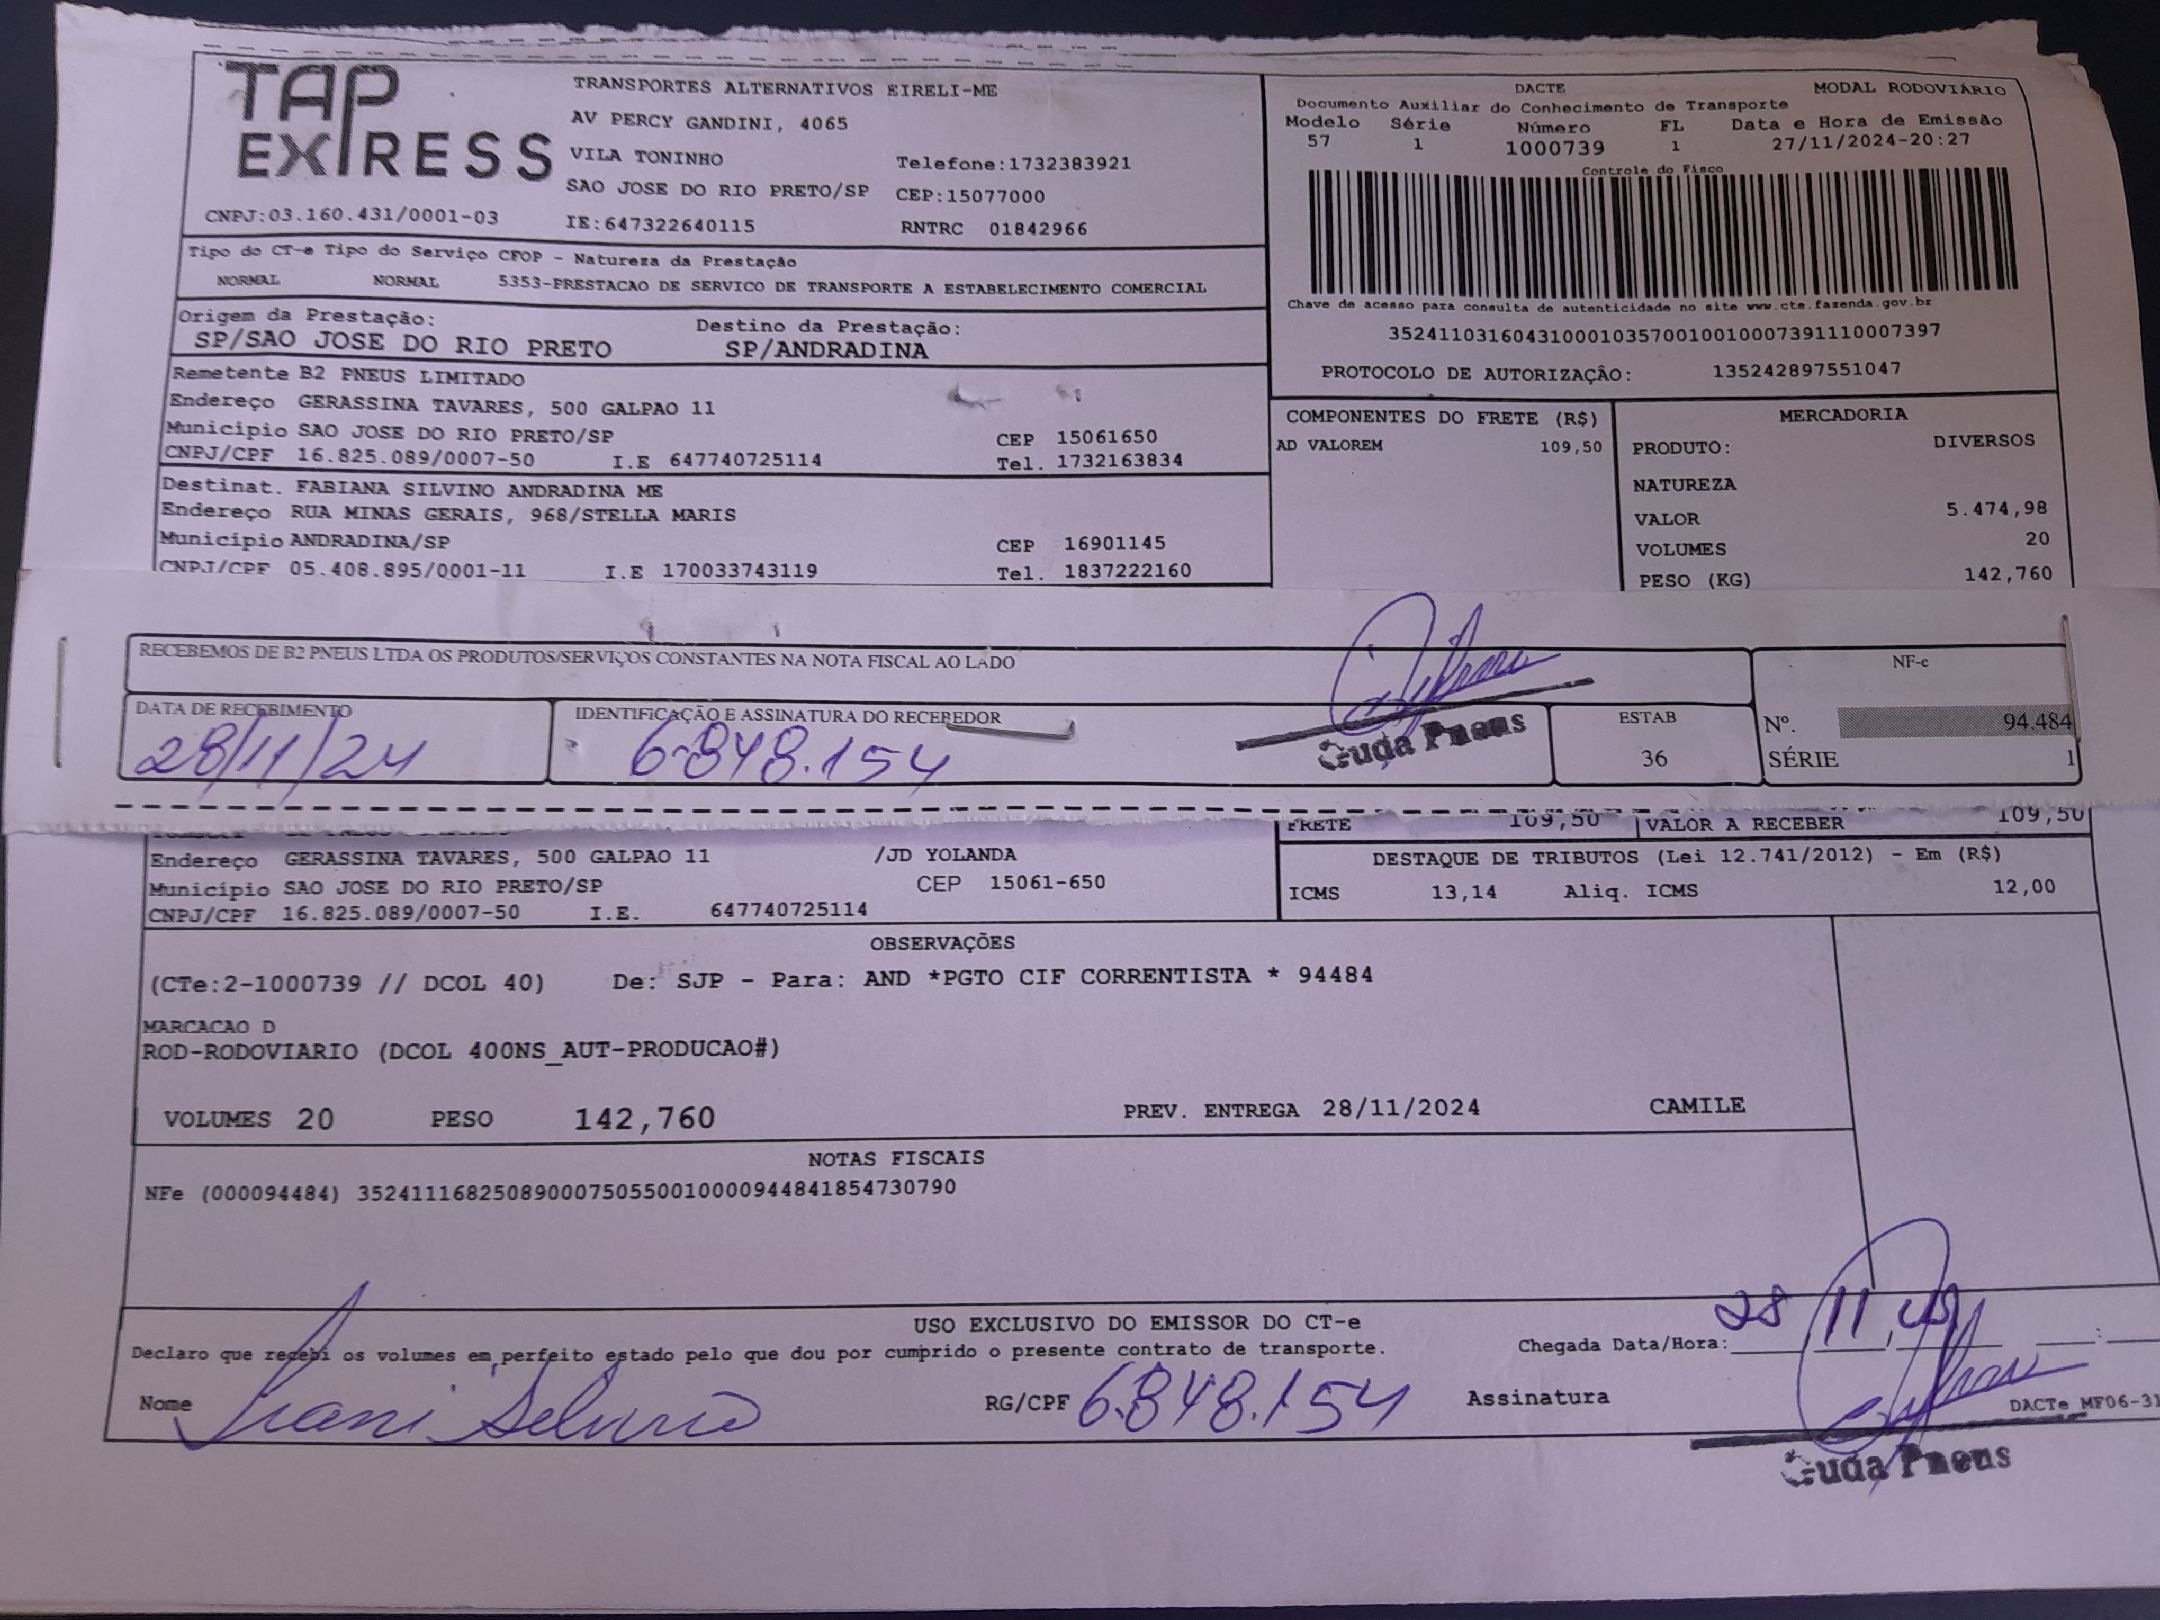 TAP EXPRESS
TRANSPORTES ALTERNATIVOS EIRELI-ME
AV PERCY GANDINI, 4065
VILA TONINHO Telefone:1732383921
SAO JOSE DO RIO PRETO/SP CEP:15077000
CNPJ:03.160.431/0001-03 IE:647322640115 RNTRC 01842966
DACTE MODAL RODOVIÁRIO
Documento Auxiliar do Conhecimento de Transporte
Modelo Série Número FL Data e Hora de Emissão
57 1 1000739 1 27/11/2024-20:27
Controle do Fisco
Chave de acesso para consulta de autenticidade no site www.cte.fazenda.gov.br
35241103160431000103570010010007391110007397
PROTOCOLO DE AUTORIZAÇÃO: 135242897551047
Tipo do CT-e Tipo do Serviço CFOP - Natureza da Prestação
NORMAL NORMAL 5353-PRESTACAO DE SERVICO DE TRANSPORTE A ESTABELECIMENTO COMERCIAL
Origem da Prestação: Destino da Prestação:
SP/SAO JOSE DO RIO PRETO SP/ANDRADINA
Remetente B2 PNEUS LIMITADO
Endereço GERASSINA TAVARES, 500 GALPAO 11
Município SAO JOSE DO RIO PRETO/SP CEP 15061650
CNPJ/CPF 16.825.089/0007-50 I.E 647740725114 Tel. 1732163834
Destinat. FABIANA SILVINO ANDRADINA ME
Endereço RUA MINAS GERAIS, 968/STELLA MARIS
Município ANDRADINA/SP CEP 16901145
CNPJ/CPF 05.408.895/0001-11 I.E 170033743119 Tel. 1837222160
COMPONENTES DO FRETE (R$)
AD VALOREM 109,50
MERCADORIA
PRODUTO: DIVERSOS
NATUREZA
VALOR 5.474,98
VOLUMES 20
PESO (KG) 142,760
RECEBEMOS DE B2 PNEUS LTDA OS PRODUTOS/SERVIÇOS CONSTANTES NA NOTA FISCAL AO LADO
DATA DE RECEBIMENTO
28/11/24
IDENTIFICAÇÃO E ASSINATURA DO RECEBEDOR
6.848.154
Guda Pneus
ESTAB
36
NF-e
Nº. 94.484
SÉRIE 1
FRETE 109,50 VALOR A RECEBER 109,50
Endereço GERASSINA TAVARES, 500 GALPAO 11 /JD YOLANDA
Município SAO JOSE DO RIO PRETO/SP CEP 15061-650
CNPJ/CPF 16.825.089/0007-50 I.E. 647740725114
DESTAQUE DE TRIBUTOS (Lei 12.741/2012) - Em (R$)
ICMS 13,14 Aliq. ICMS 12,00
OBSERVAÇÕES
(CTe:2-1000739 // DCOL 40) De: SJP - Para: AND *PGTO CIF CORRENTISTA * 94484
MARCACAO D
ROD-RODOVIARIO (DCOL 400NS_AUT-PRODUCAO#)
VOLUMES 20 PESO 142,760 PREV. ENTREGA 28/11/2024 CAMILE
NOTAS FISCAIS
NFe (000094484) 35241116825089000750550010000944841854730790
USO EXCLUSIVO DO EMISSOR DO CT-e
Declaro que recebi os volumes em perfeito estado pelo que dou por cumprido o presente contrato de transporte.
Chegada Data/Hora: 28/11/
Nome
RG/CPF 6.848.154
Assinatura
DACTe MF06-31
Guda Pneus